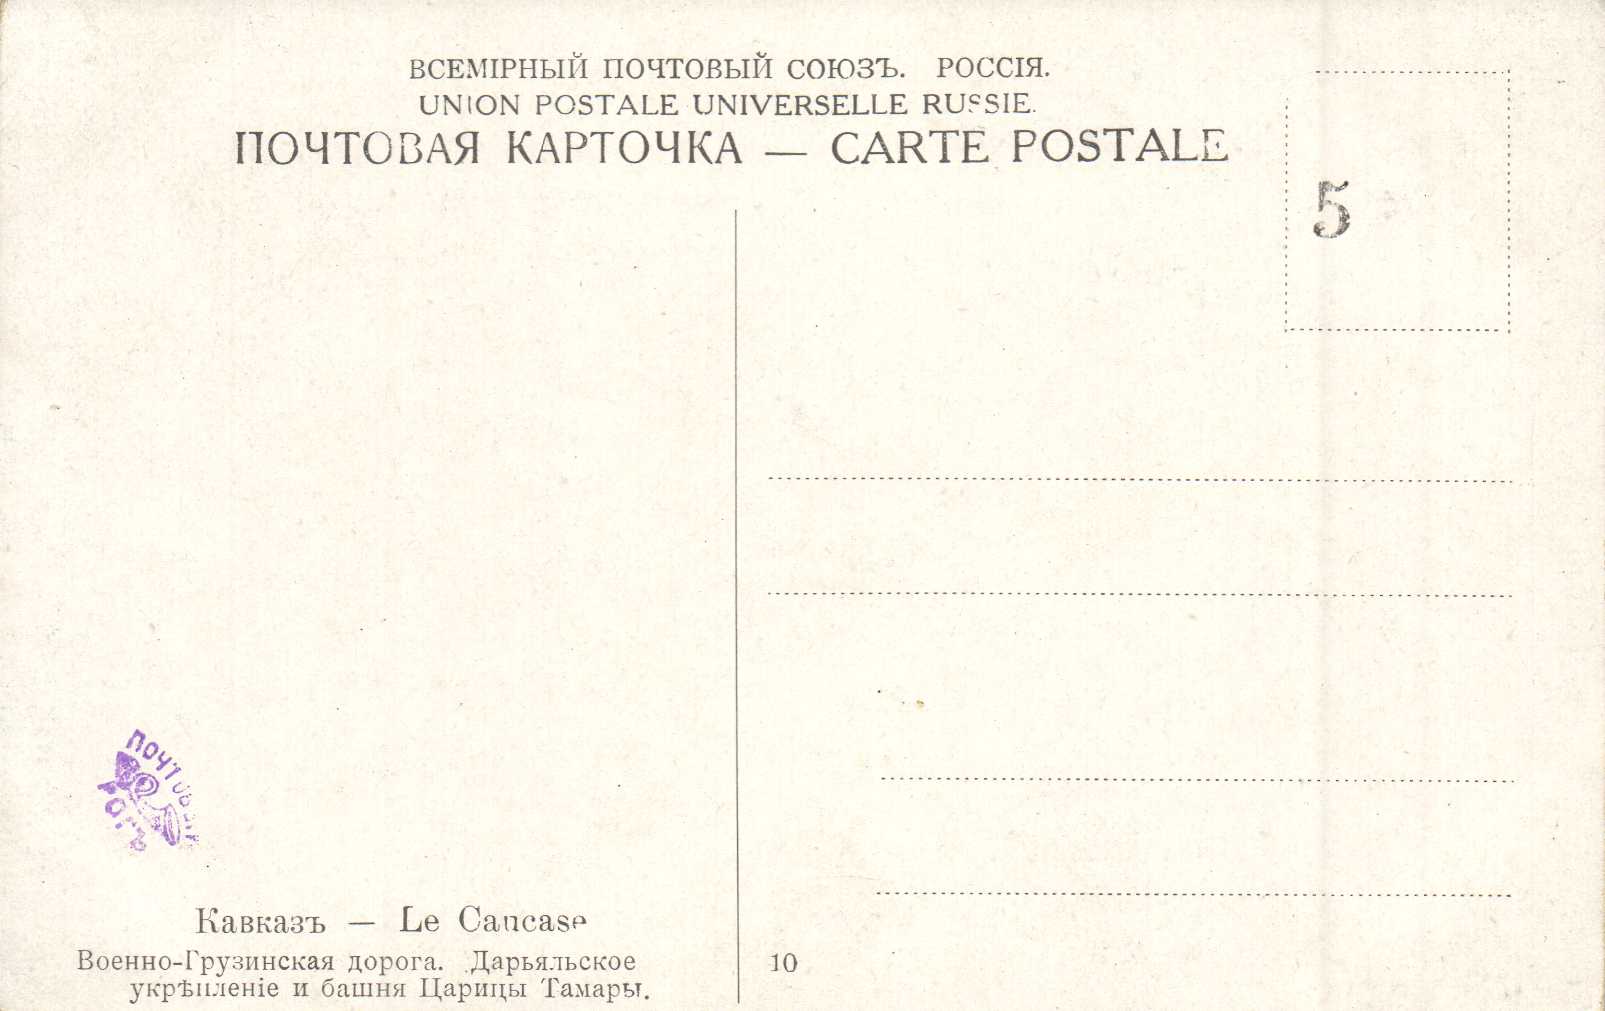 ВСЕМІРНЫЙ ПОЧТОВЫЙ СОЮЗЪ. РОССІЯ.
UNION POSTALE UNIVERSELLE RUSSIE.
ПОЧТОВАЯ КАРТОЧКА — CARTE POSTALE
5
Кавказъ — Le Caucase
Военно-Грузинская дорога. Дарьяльское
укрѣпленіе и башня Царицы Тамары.
10